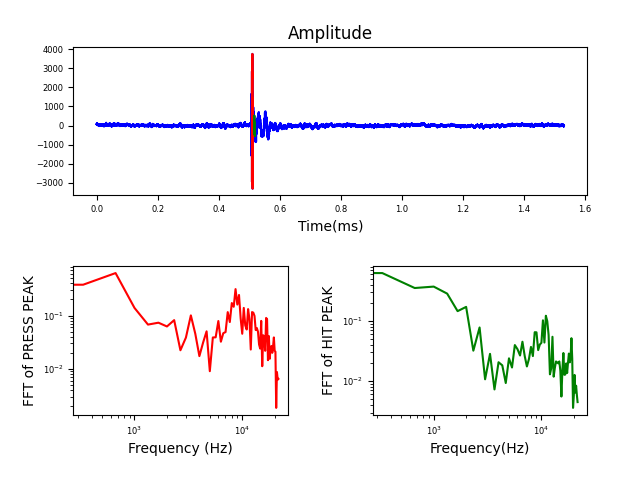 Amplitude
4000
3000
2000
1000
0
−1000
−2000
−3000
0.0 0.2 0.4 0.6 0.8 1.0 1.2 1.4 1.6
Time(ms)
FFT of PRESS PEAK
10⁻¹
10⁻²
10³ 10⁴
Frequency (Hz)
FFT of HIT PEAK
10⁻¹
10⁻²
10³ 10⁴
Frequency(Hz)